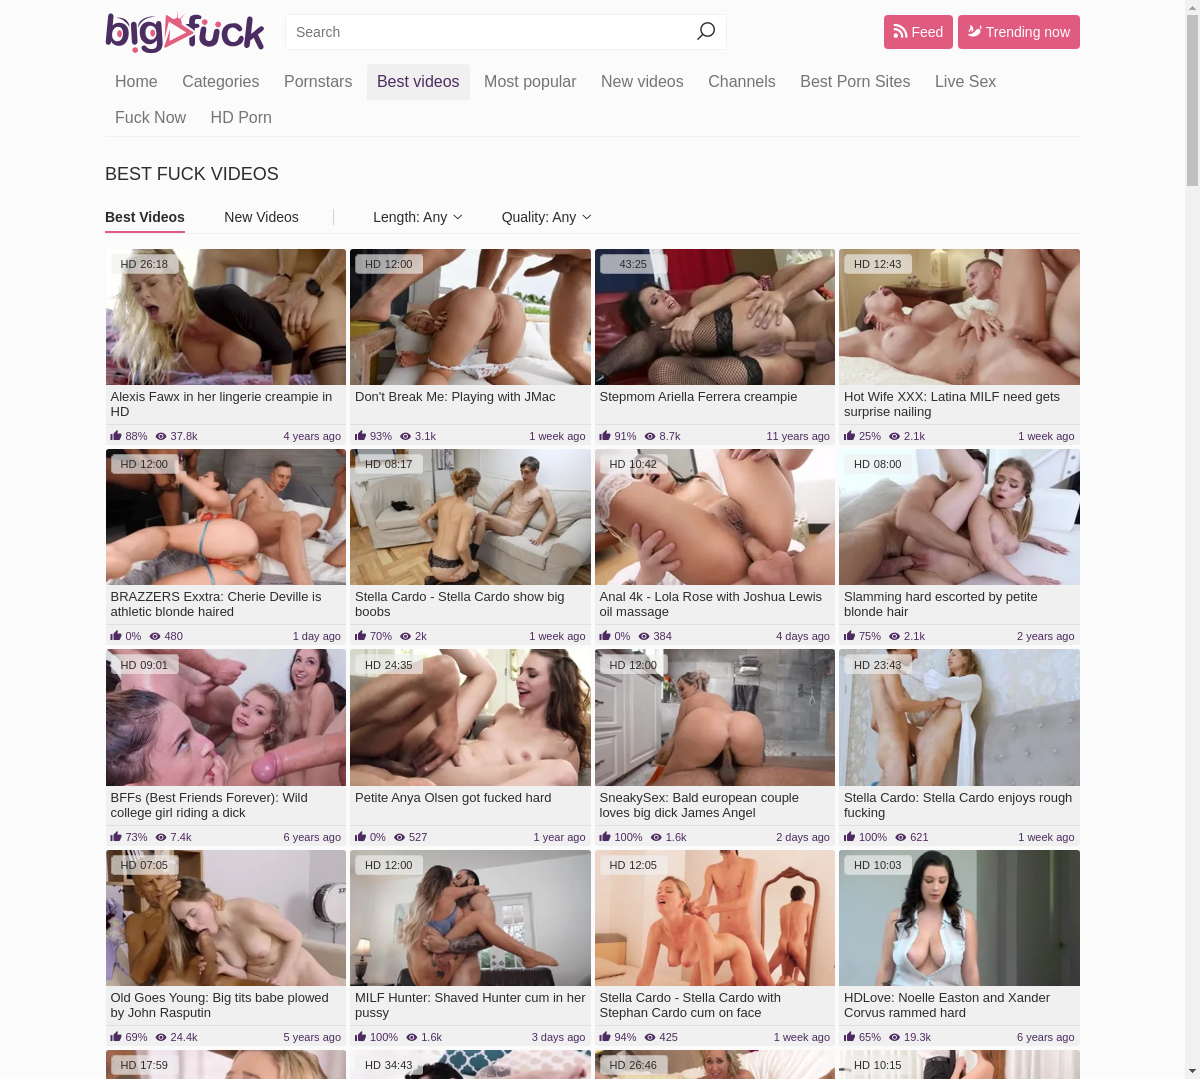 bigfuck
Search
Feed
Trending now
Home Categories Pornstars Best videos Most popular New videos Channels Best Porn Sites Live Sex
Fuck Now HD Porn
BEST FUCK VIDEOS
Best Videos New Videos Length: Any Quality: Any
HD 26:18
HD 12:00
43:25
HD 12:43
Alexis Fawx in her lingerie creampie in
HD
Don't Break Me: Playing with JMac
Stepmom Ariella Ferrera creampie
Hot Wife XXX: Latina MILF need gets
surprise nailing
88% 37.8k 4 years ago
93% 3.1k 1 week ago
91% 8.7k 11 years ago
25% 2.1k 1 week ago
HD 12:00
HD 08:17
HD 10:42
HD 08:00
BRAZZERS Exxtra: Cherie Deville is
athletic blonde haired
Stella Cardo - Stella Cardo show big
boobs
Anal 4k - Lola Rose with Joshua Lewis
oil massage
Slamming hard escorted by petite
blonde hair
0% 480 1 day ago
70% 2k 1 week ago
0% 384 4 days ago
75% 2.1k 2 years ago
HD 09:01
HD 24:35
HD 12:00
HD 23:43
BFFs (Best Friends Forever): Wild
college girl riding a dick
Petite Anya Olsen got fucked hard
SneakySex: Bald european couple
loves big dick James Angel
Stella Cardo: Stella Cardo enjoys rough
fucking
73% 7.4k 6 years ago
0% 527 1 year ago
100% 1.6k 2 days ago
100% 621 1 week ago
HD 07:05
HD 12:00
HD 12:05
HD 10:03
Old Goes Young: Big tits babe plowed
by John Rasputin
MILF Hunter: Shaved Hunter cum in her
pussy
Stella Cardo - Stella Cardo with
Stephan Cardo cum on face
HDLove: Noelle Easton and Xander
Corvus rammed hard
69% 24.4k 5 years ago
100% 1.6k 3 days ago
94% 425 1 week ago
65% 19.3k 6 years ago
HD 17:59
HD 34:43
HD 26:46
HD 10:15